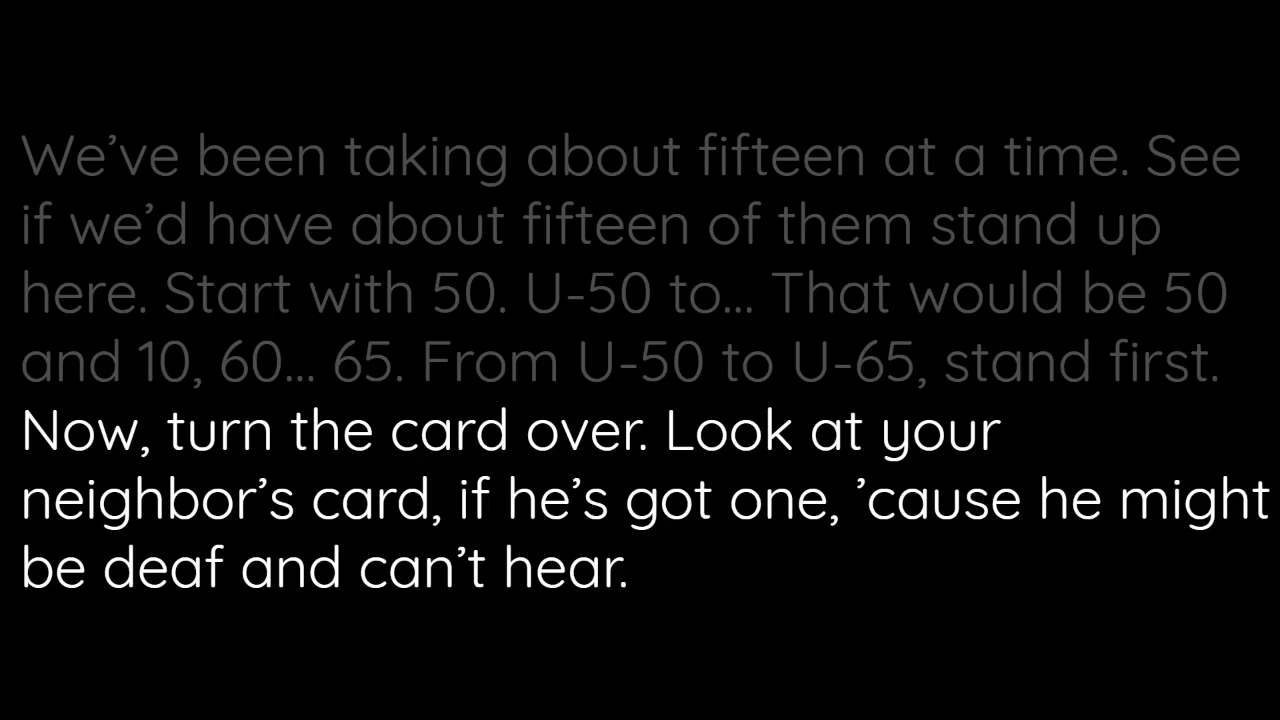 We’ve been taking about fifteen at a time. See
if we’d have about fifteen of them stand up
here. Start with 50. U-50 to... That would be 50
and 10, 60... 65. From U-50 to U-65, stand first.
Now, turn the card over. Look at your
neighbor’s card, if he’s got one, ’cause he might
be deaf and can’t hear.